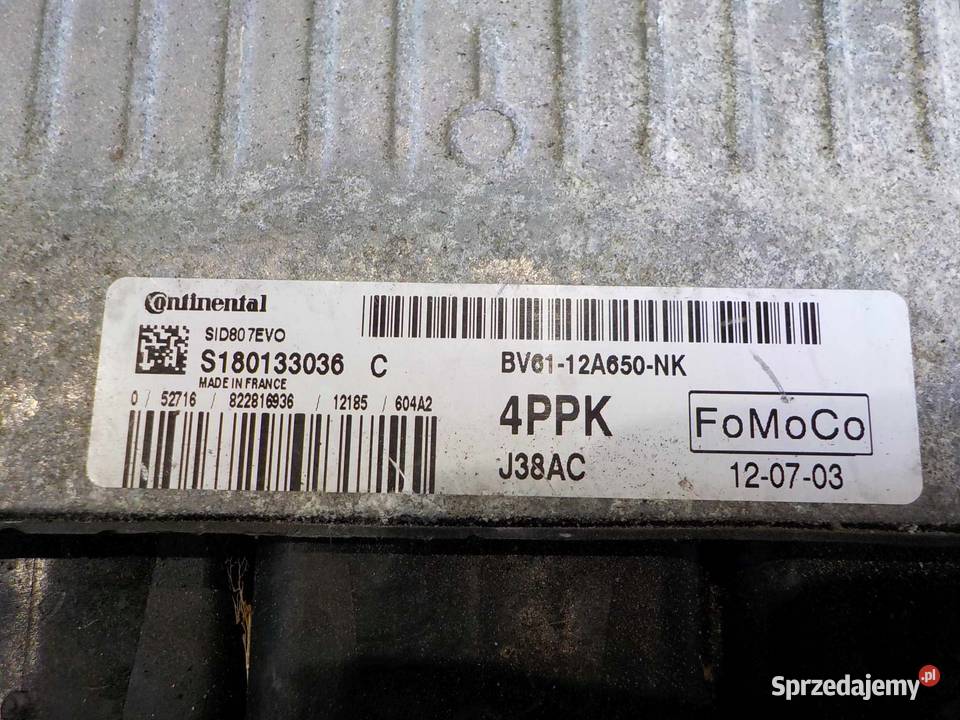 Continental
SID807EVO
S180133036 C
MADE IN FRANCE
0 / 52716 / 822816936 / 12185 / 604A2
BV61-12A650-NK
4PPK
FoMoCo
J38AC
12-07-03
Sprzedajemy.pl